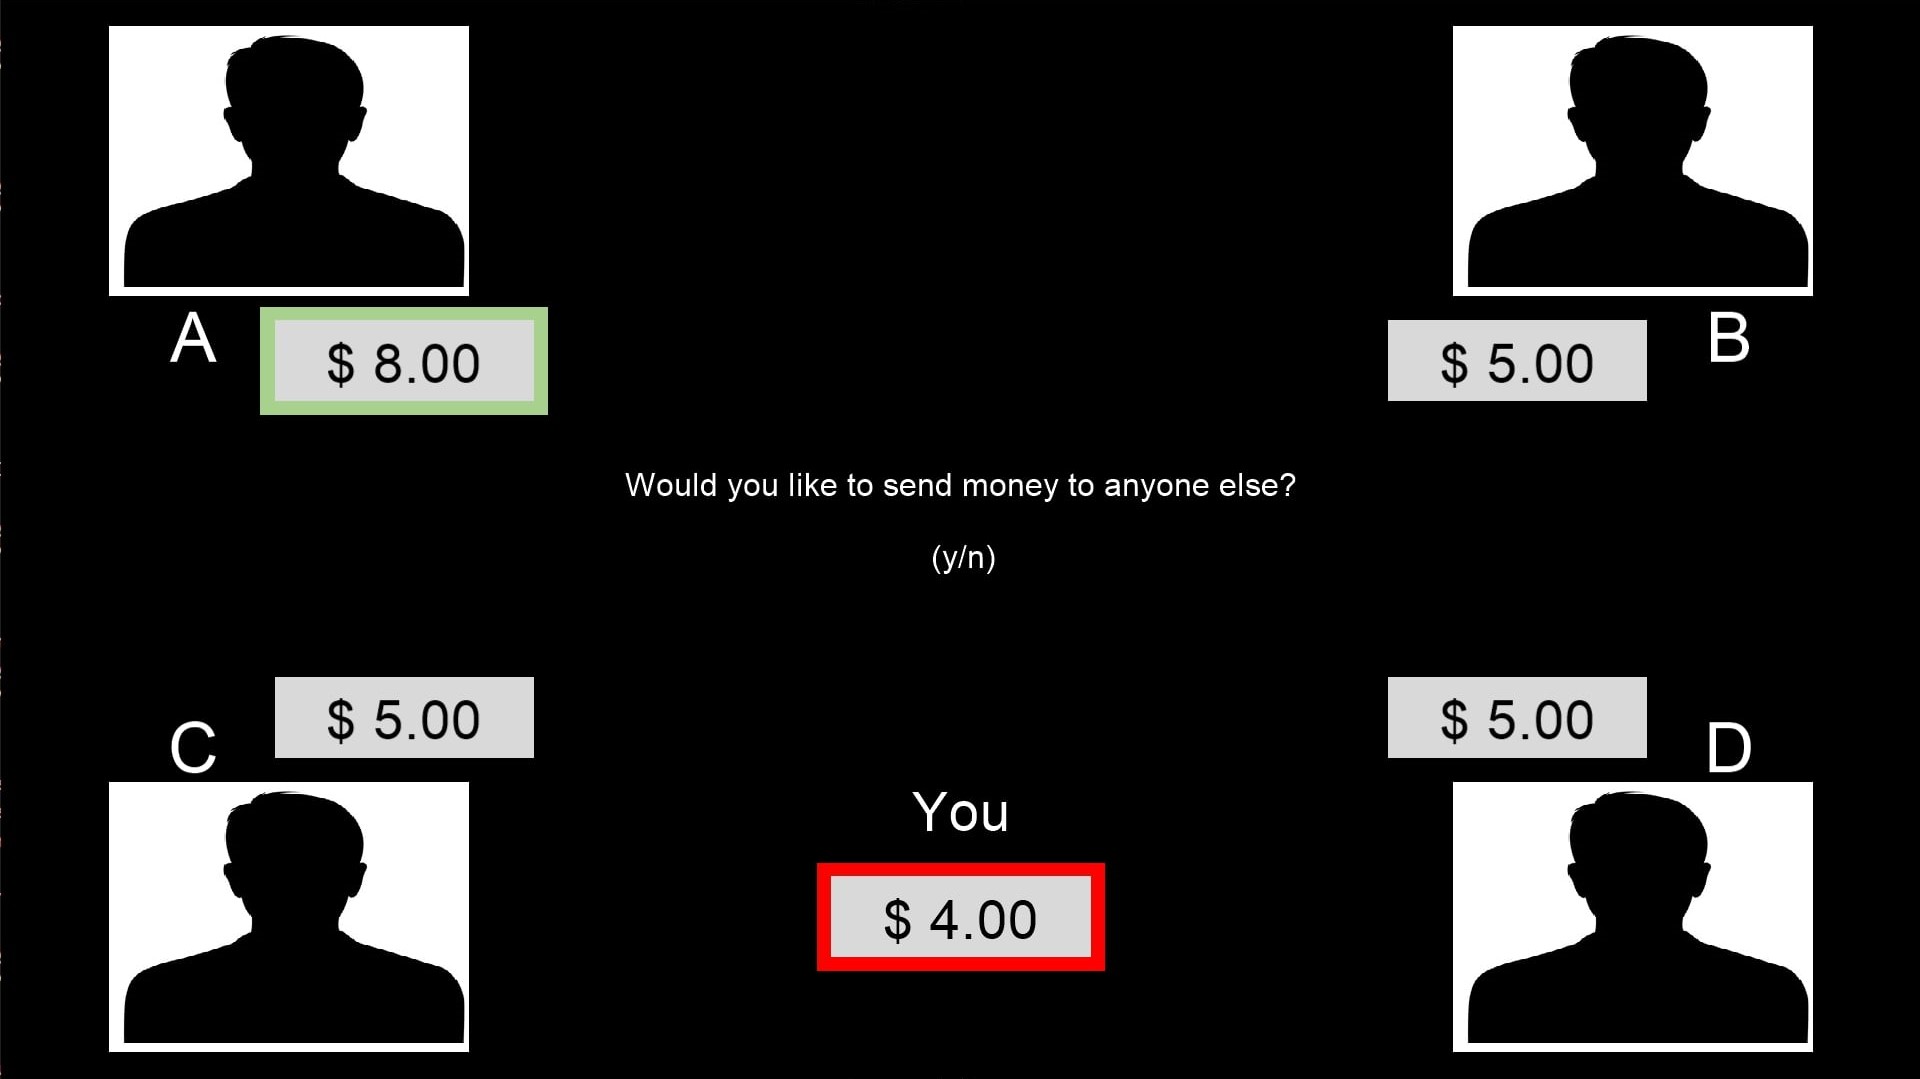 A
$ 8.00
$ 5.00
B
Would you like to send money to anyone else?
(y/n)
C
$ 5.00
$ 5.00
D
You
$ 4.00